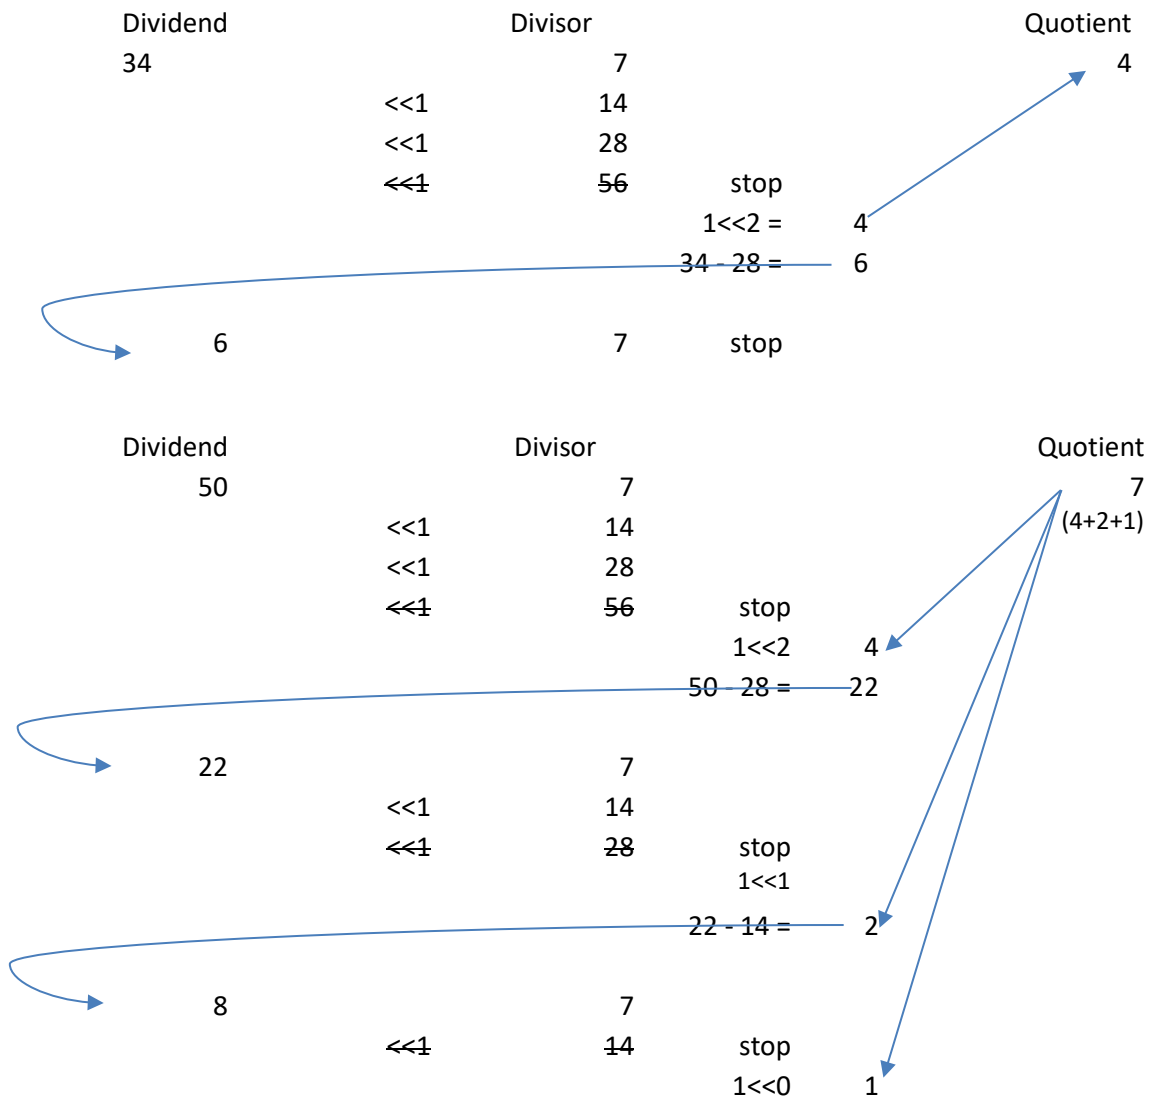 Dividend Divisor Quotient
34 7 4
<<1 14
<<1 28
<<1 56 stop
1<<2 = 4
34 - 28 = 6
6 7 stop
Dividend Divisor Quotient
50 7 7
<<1 14 (4+2+1)
<<1 28
<<1 56 stop
1<<2 4
50 - 28 = 22
22 7
<<1 14
<<1 28 stop
1<<1
22 - 14 = 2
8 7
<<1 14 stop
1<<0 1